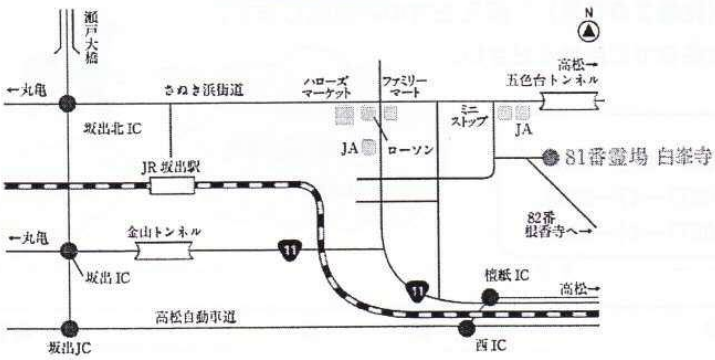 瀬戸大橋
N
高松→
←丸亀
さぬき浜街道
ハローズ
マーケット
ファミリー
マート
五色台トンネル
坂出北IC
ミニ
ストップ
JA
JA
ローソン
JR坂出駅
81番霊場 白峯寺
82番
根香寺へ→
←丸亀
金山トンネル
11
坂出IC
11
檀紙IC
高松→
高松自動車道
坂出JC
西IC